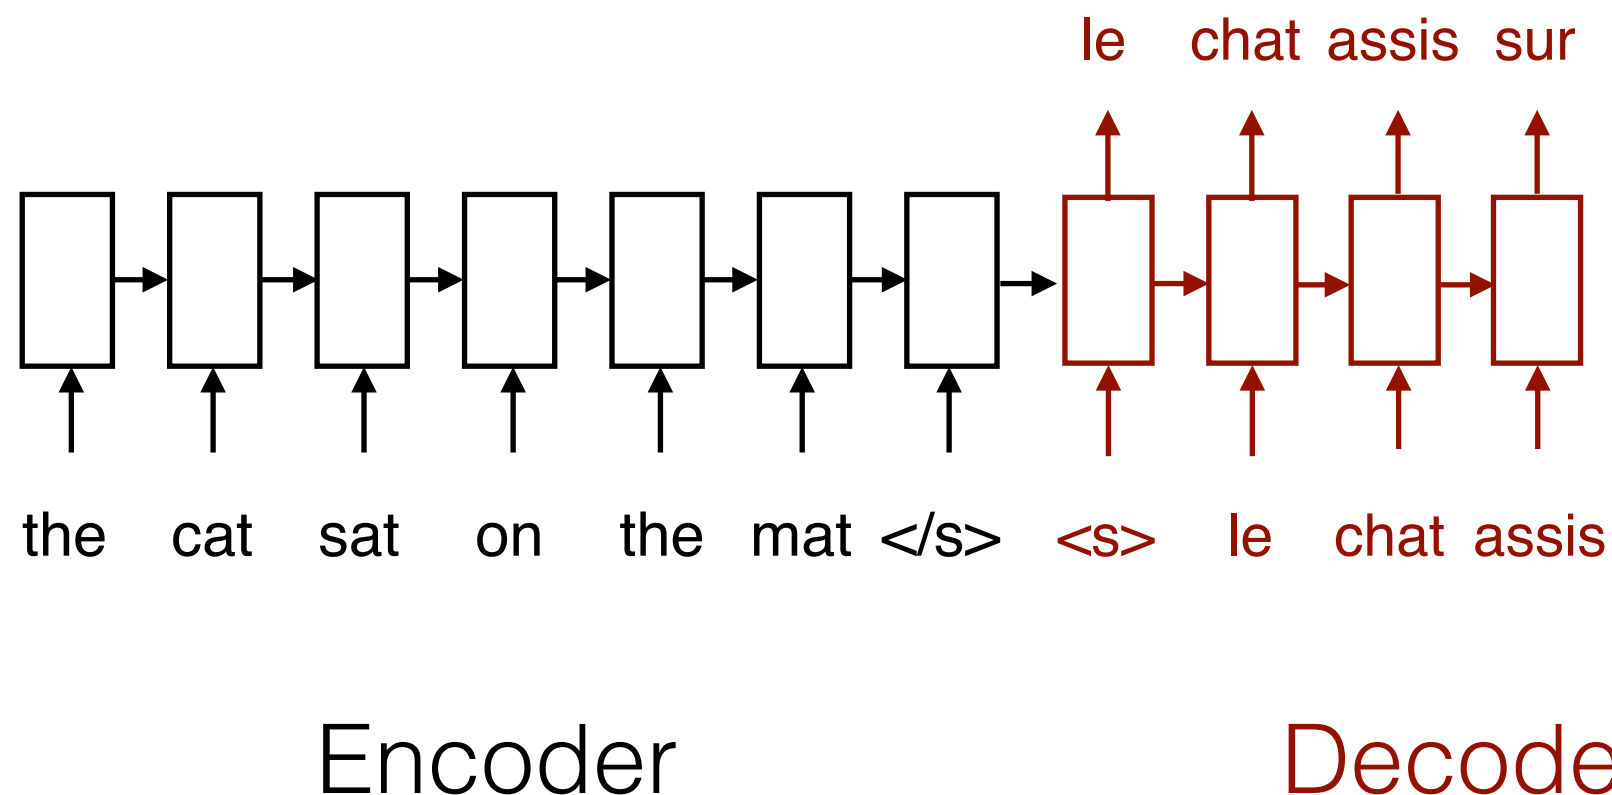 le chat assis sur
the cat sat on the mat </s> <s> le chat assis
Encoder Decode